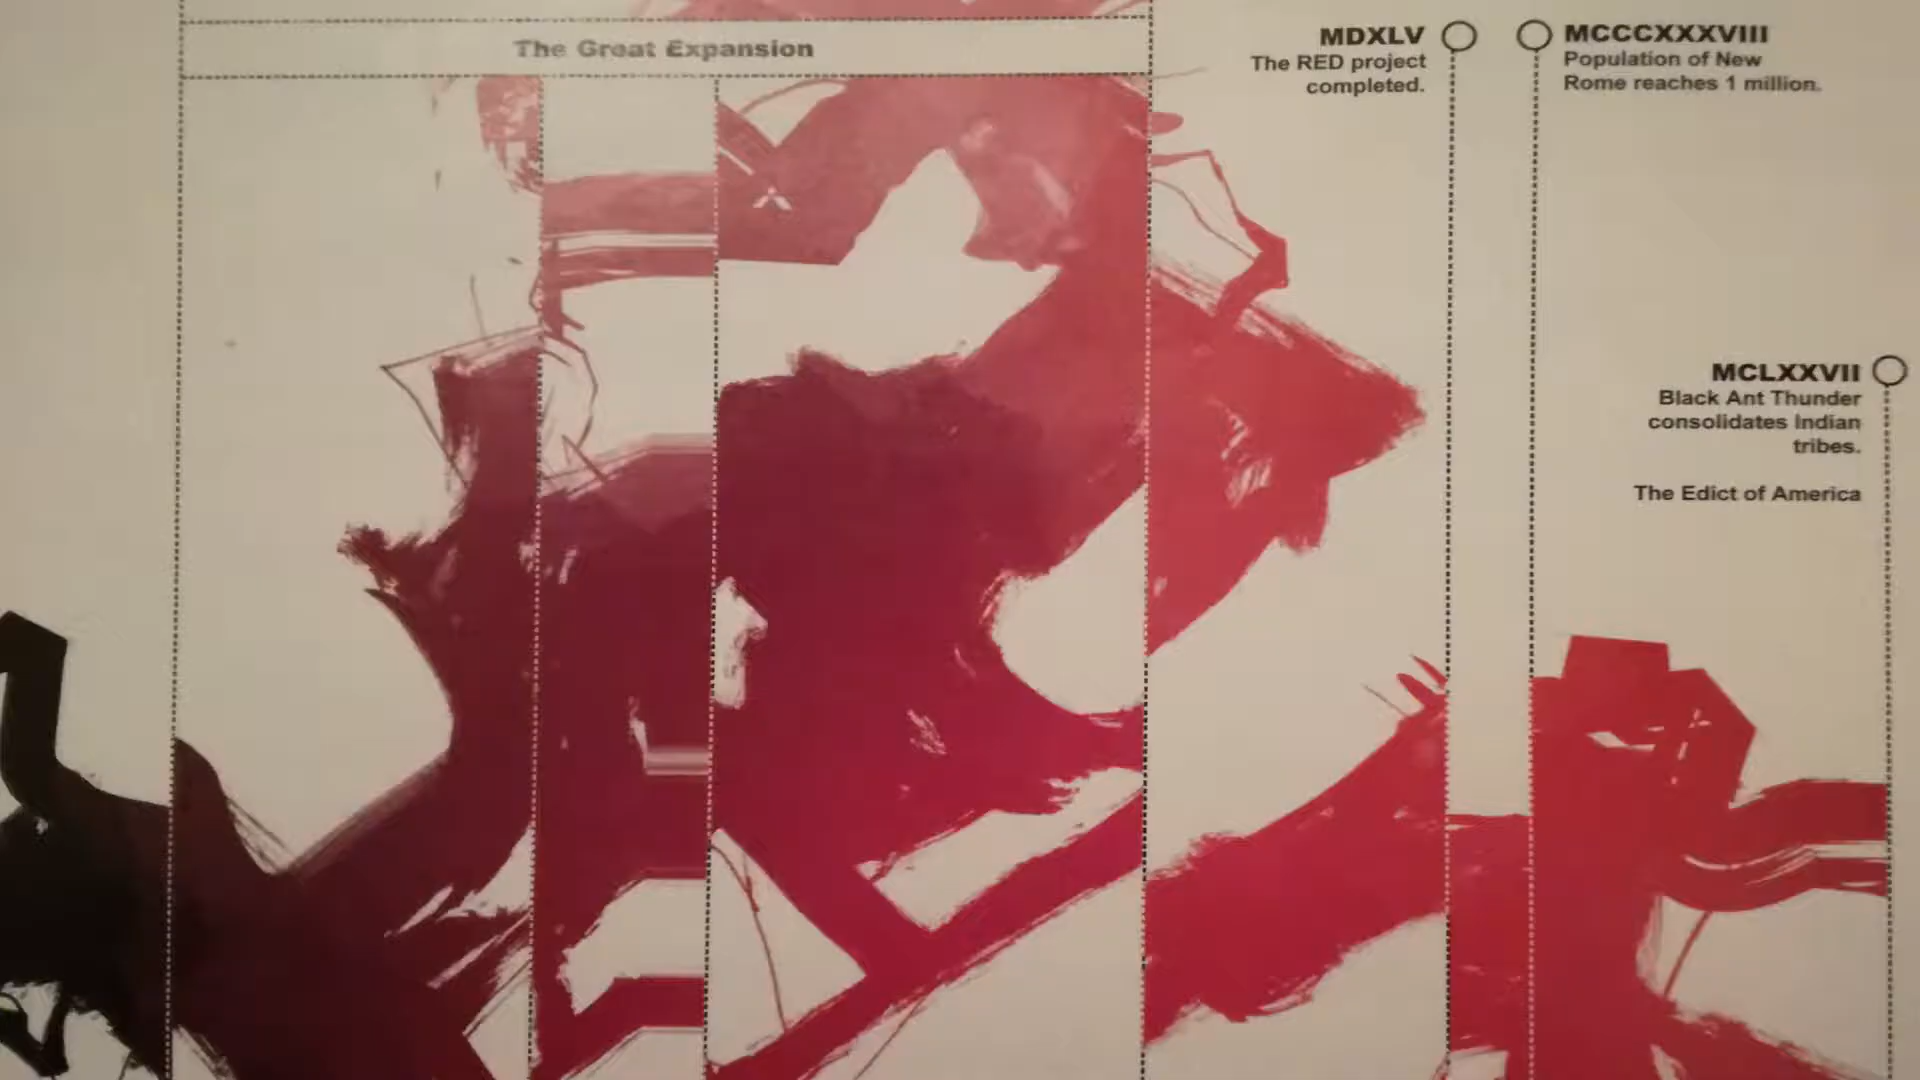 The Great Expansion
MDXLV
The RED project
completed.
MCCCXXXVIII
Population of New
Rome reaches 1 million.
MCLXXVII
Black Ant Thunder
consolidates Indian
tribes.
The Edict of America